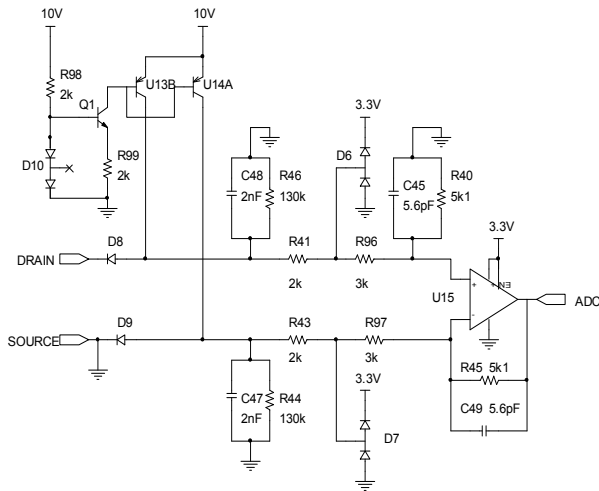 10V
10V
R98
2k
Q1
U13B
U14A
D10
R99
2k
3.3V
D6
C48
2nF
R46
130k
C45
5.6pF
R40
5k1
3.3V
D8
DRAIN
R41
2k
R96
3k
EN
U15
+
+
-
ADC
D9
SOURCE
R43
2k
R97
3k
R45 5k1
C49 5.6pF
3.3V
C47
2nF
R44
130k
D7